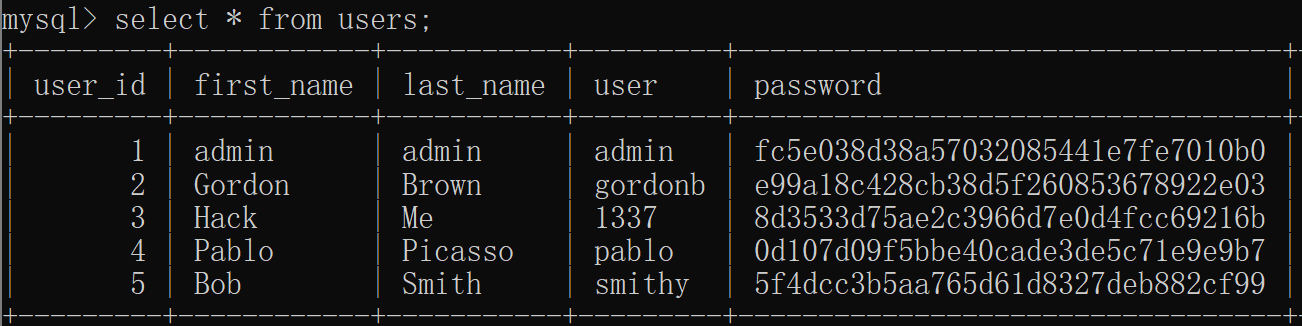 mysql> select * from users;
+---------+------------+-----------+---------+----------------------------------+-
| user_id | first_name | last_name | user    | password                         |
+---------+------------+-----------+---------+----------------------------------+-
|       1 | admin      | admin     | admin   | fc5e038d38a57032085441e7fe7010b0 |
|       2 | Gordon     | Brown     | gordonb | e99a18c428cb38d5f260853678922e03 |
|       3 | Hack       | Me        | 1337    | 8d3533d75ae2c3966d7e0d4fcc69216b |
|       4 | Pablo      | Picasso   | pablo   | 0d107d09f5bbe40cade3de5c71e9e9b7 |
|       5 | Bob        | Smith     | smithy  | 5f4dcc3b5aa765d61d8327deb882cf99 |
+---------+------------+-----------+---------+----------------------------------+-